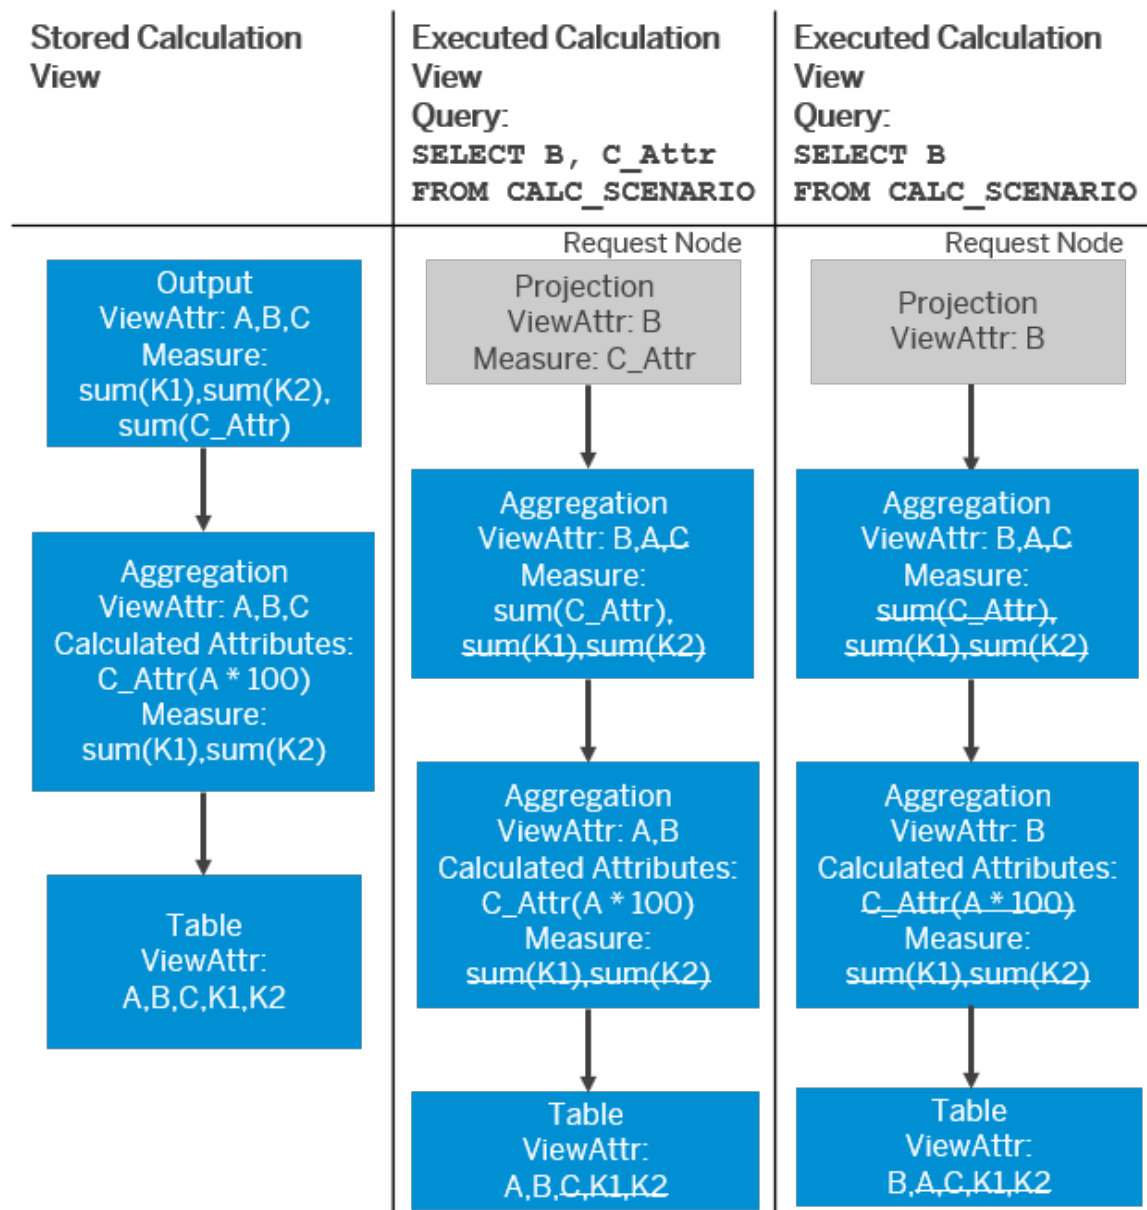 Stored Calculation
View
Executed Calculation
View
Query:
SELECT B, C_Attr
FROM CALC_SCENARIO
Executed Calculation
View
Query:
SELECT B
FROM CALC_SCENARIO
Output
ViewAttr: A,B,C
Measure:
sum(K1),sum(K2),
sum(C_Attr)
Aggregation
ViewAttr: A,B,C
Calculated Attributes:
C_Attr(A * 100)
Measure:
sum(K1),sum(K2)
Table
ViewAttr:
A,B,C,K1,K2
Request Node
Projection
ViewAttr: B
Measure: C_Attr
Aggregation
ViewAttr: B,A,C
Measure:
sum(C_Attr),
sum(K1),sum(K2)
Aggregation
ViewAttr: A,B
Calculated Attributes:
C_Attr(A * 100)
Measure:
sum(K1),sum(K2)
Table
ViewAttr:
A,B,C,K1,K2
Request Node
Projection
ViewAttr: B
Aggregation
ViewAttr: B,A,C
Measure:
sum(C_Attr),
sum(K1),sum(K2)
Aggregation
ViewAttr: B
Calculated Attributes:
C_Attr(A * 100)
Measure:
sum(K1),sum(K2)
Table
ViewAttr:
B,A,C,K1,K2